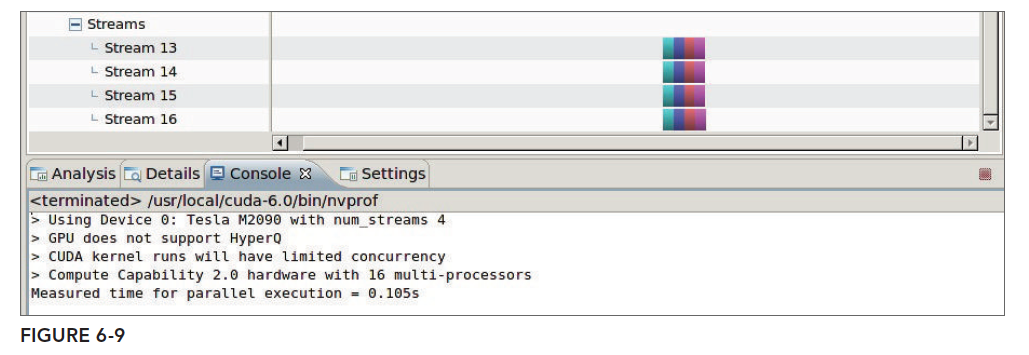 Streams
Stream 13
Stream 14
Stream 15
Stream 16
Analysis Details Console Settings
<terminated> /usr/local/cuda-6.0/bin/nvprof
> Using Device 0: Tesla M2090 with num_streams 4
> GPU does not support HyperQ
> CUDA kernel runs will have limited concurrency
> Compute Capability 2.0 hardware with 16 multi-processors
Measured time for parallel execution = 0.105s
FIGURE 6-9